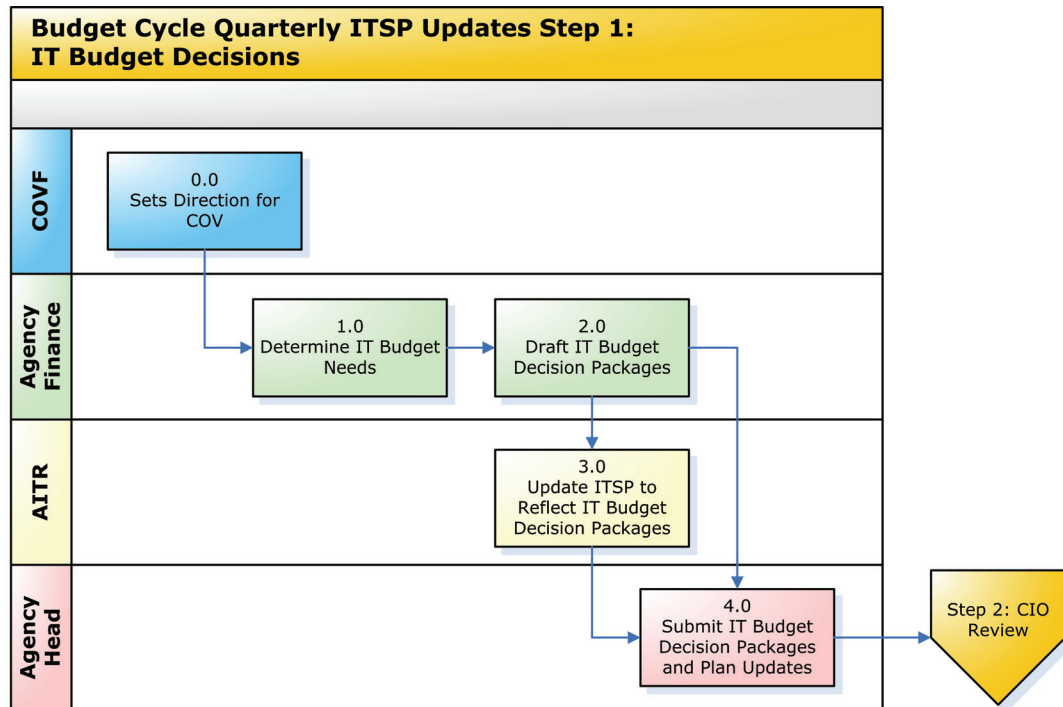 Budget Cycle Quarterly ITSP Updates Step 1:
IT Budget Decisions
COVF
0.0
Sets Direction for
COV
Agency
Finance
1.0
Determine IT Budget
Needs
2.0
Draft IT Budget
Decision Packages
AITR
3.0
Update ITSP to
Reflect IT Budget
Decision Packages
Agency
Head
4.0
Submit IT Budget
Decision Packages
and Plan Updates
Step 2: CIO
Review